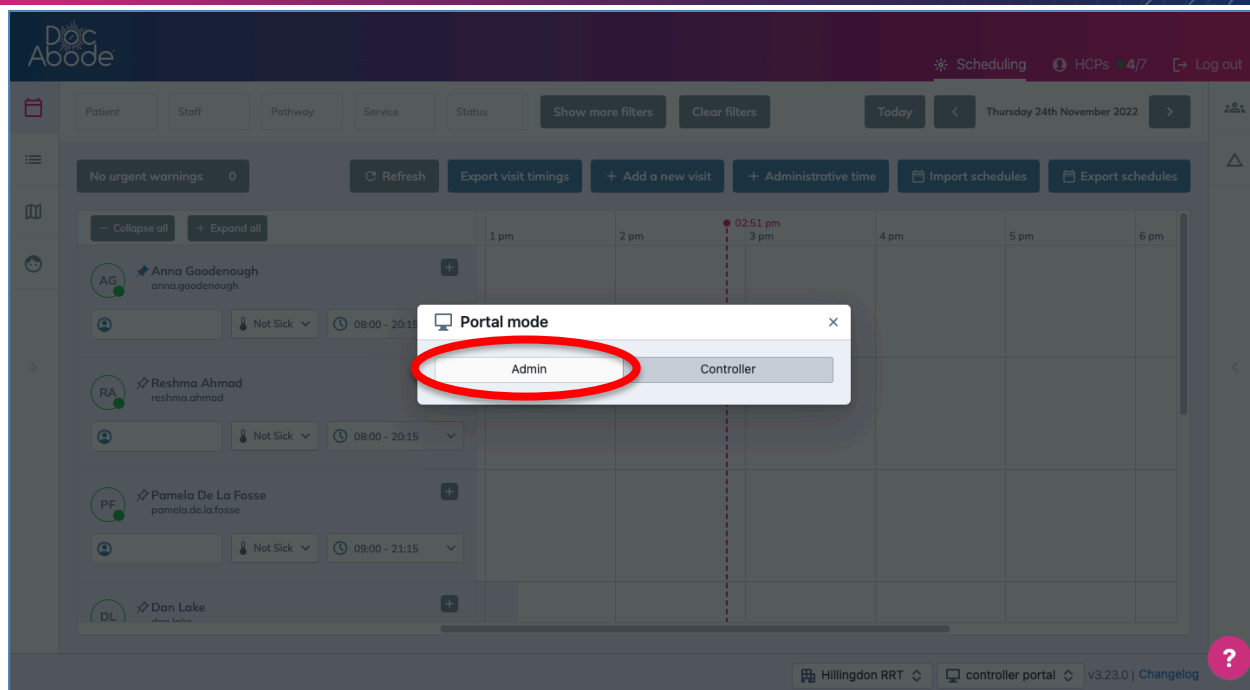 Doc
Abode
Scheduling HCPs 4/7 Log out
Patient Staff Pathway Service Status Show more filters Clear filters Today < Thursday 24th November 2022 >
No urgent warnings 0 Refresh Export visit timings + Add a new visit + Administrative time Import schedules Export schedules
− Collapse all + Expand all
02:51 pm
1 pm 2 pm 3 pm 4 pm 5 pm 6 pm
AG Anna Goodenough
anna.goodenough
Not Sick 08:00 - 20:15
Portal mode ×
Admin Controller
RA Reshma Ahmad
reshma.ahmad
Not Sick 08:00 - 20:15
PF Pamela De La Fosse
pamela.de.la.fosse
Not Sick 09:00 - 21:15
DL Dan Lake
dan.lake
Hillingdon RRT controller portal v3.23.0 | Changelog
?